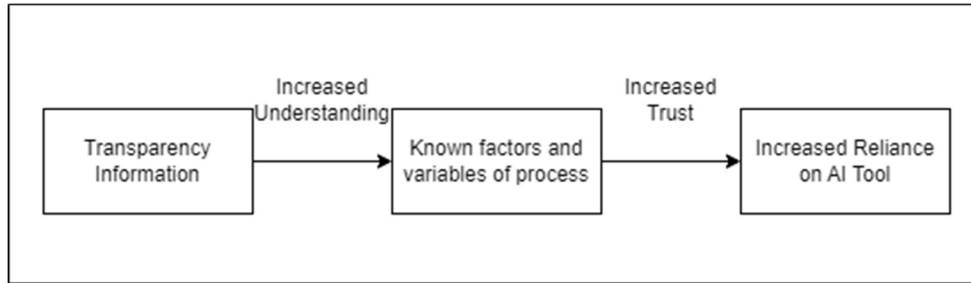 Transparency
Information
Increased
Understanding
Known factors and
variables of process
Increased
Trust
Increased Reliance
on AI Tool